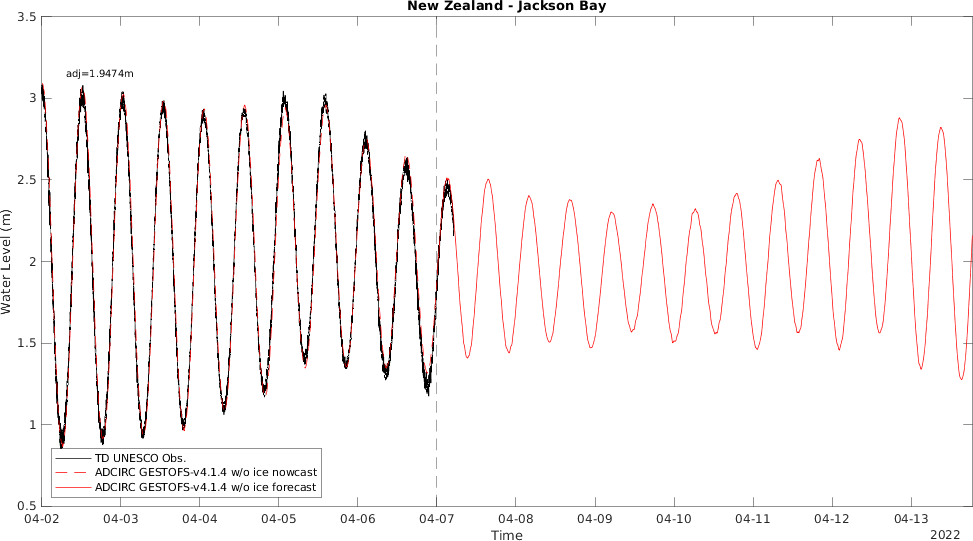 New Zealand - Jackson Bay
adj=1.9474m
3.5
3
2.5
2
1.5
1
0.5
Water Level (m)
TD UNESCO Obs.
ADCIRC GESTOFS-v4.1.4 w/o ice nowcast
ADCIRC GESTOFS-v4.1.4 w/o ice forecast
04-02 04-03 04-04 04-05 04-06 04-07 04-08 04-09 04-10 04-11 04-12 04-13
Time
2022